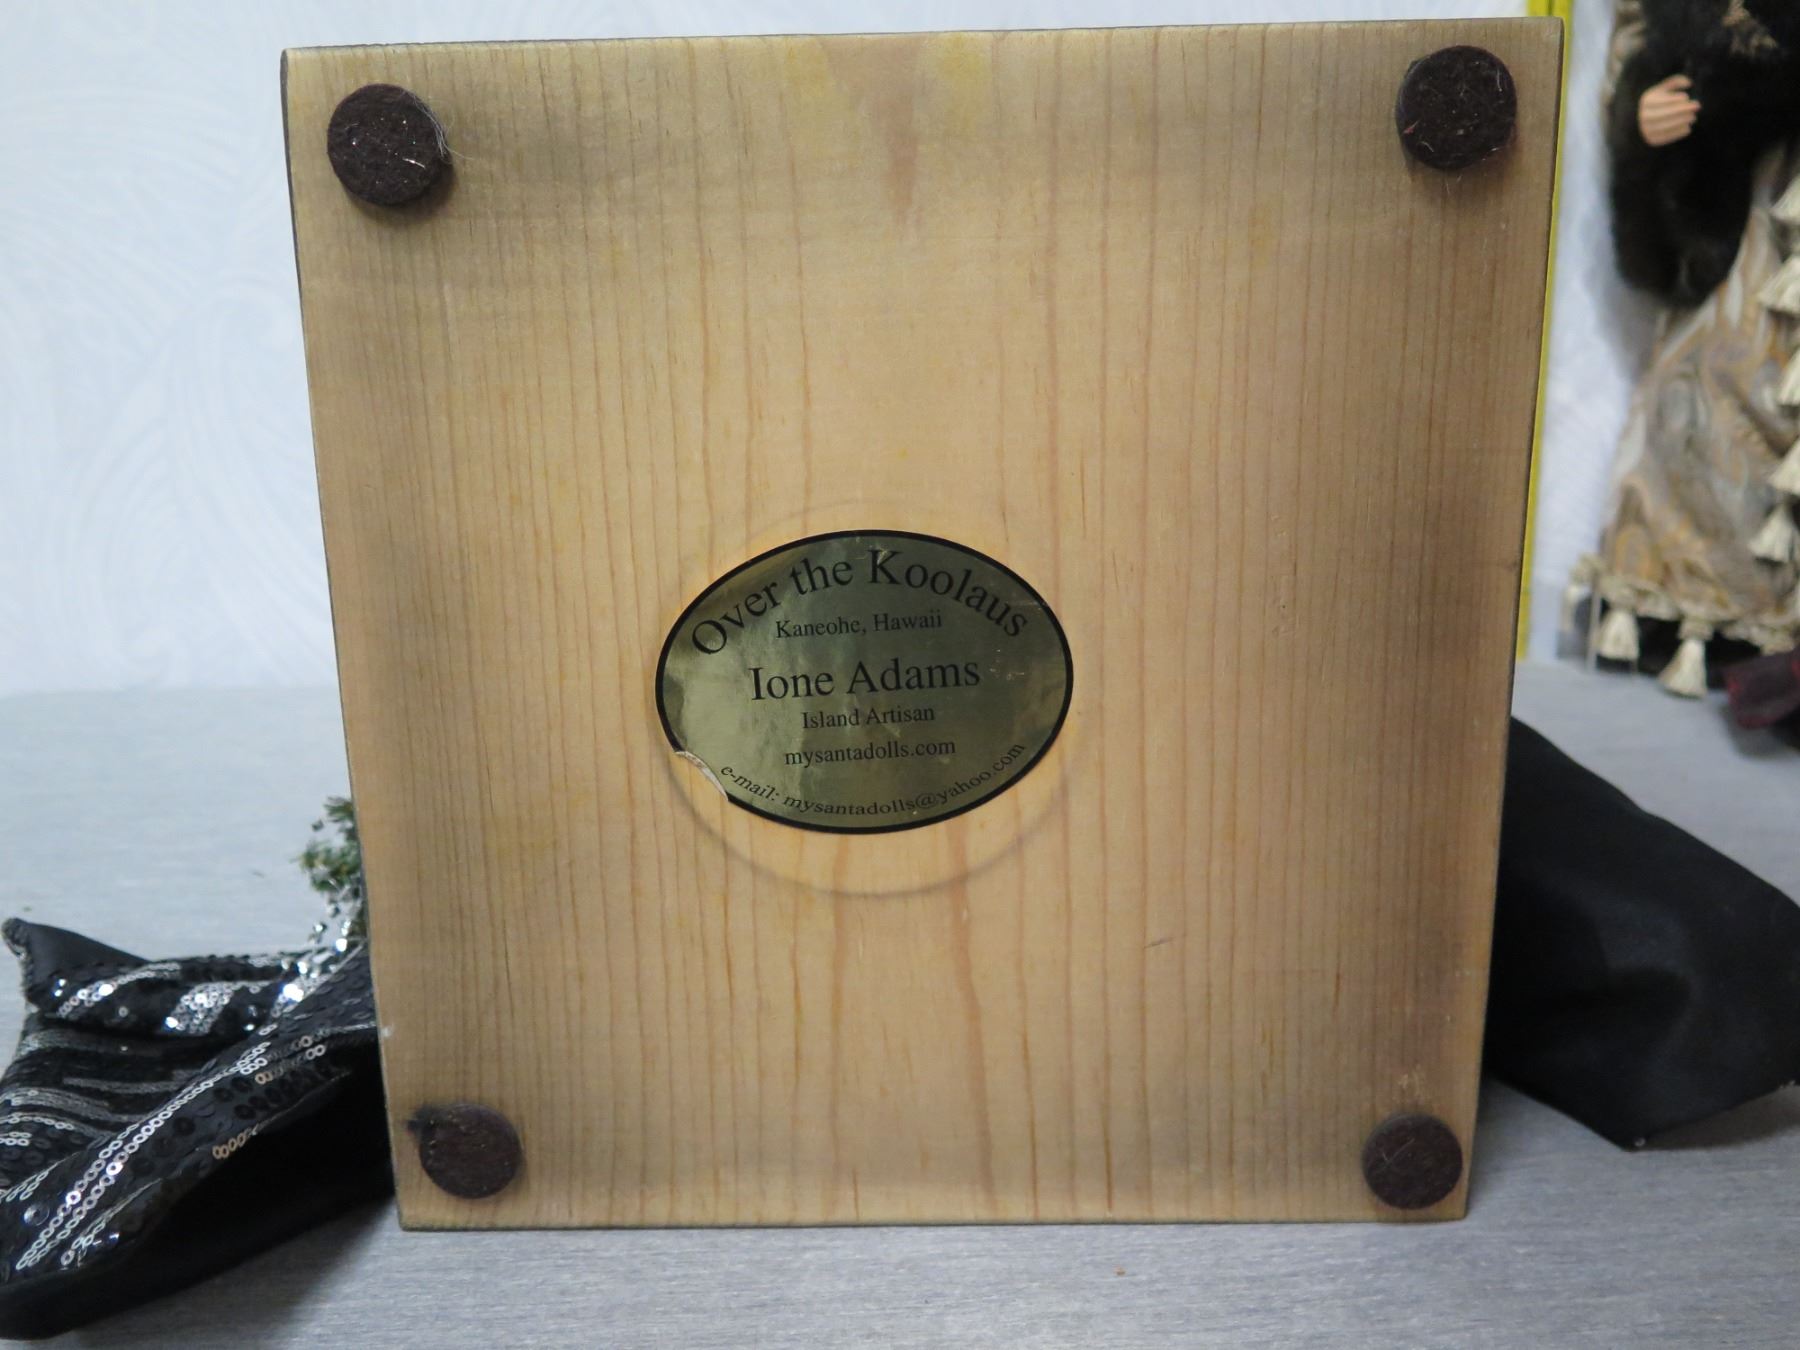 Over the Koolaus
Kaneohe, Hawaii
Ione Adams
Island Artisan
mysantadolls.com
e-mail: mysantadolls@yahoo.com